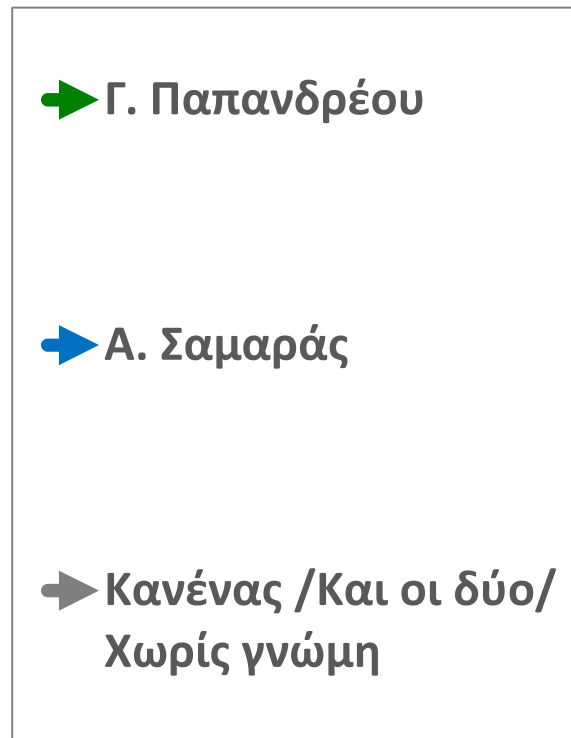 Γ. Παπανδρέου
Α. Σαμαράς
Κανένας /Και οι δύο/
Χωρίς γνώμη